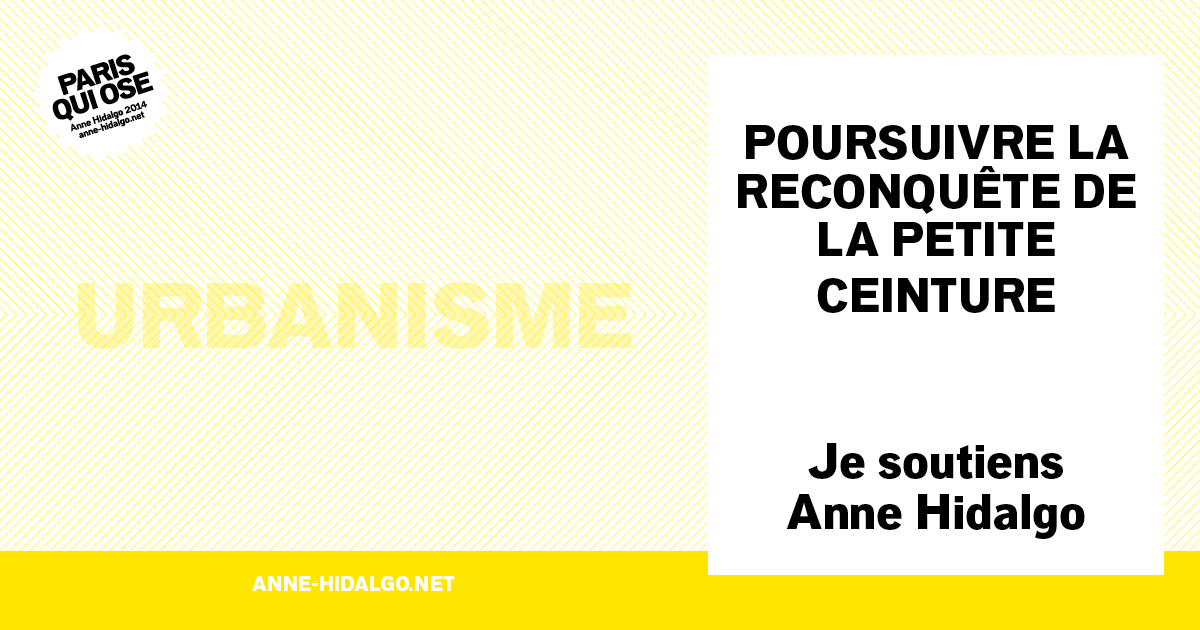 PARIS
QUI OSE
Anne Hidalgo 2014
anne-hidalgo.net
URBANISME
POURSUIVRE LA
RECONQUÊTE DE
LA PETITE
CEINTURE
Je soutiens
Anne Hidalgo
ANNE-HIDALGO.NET